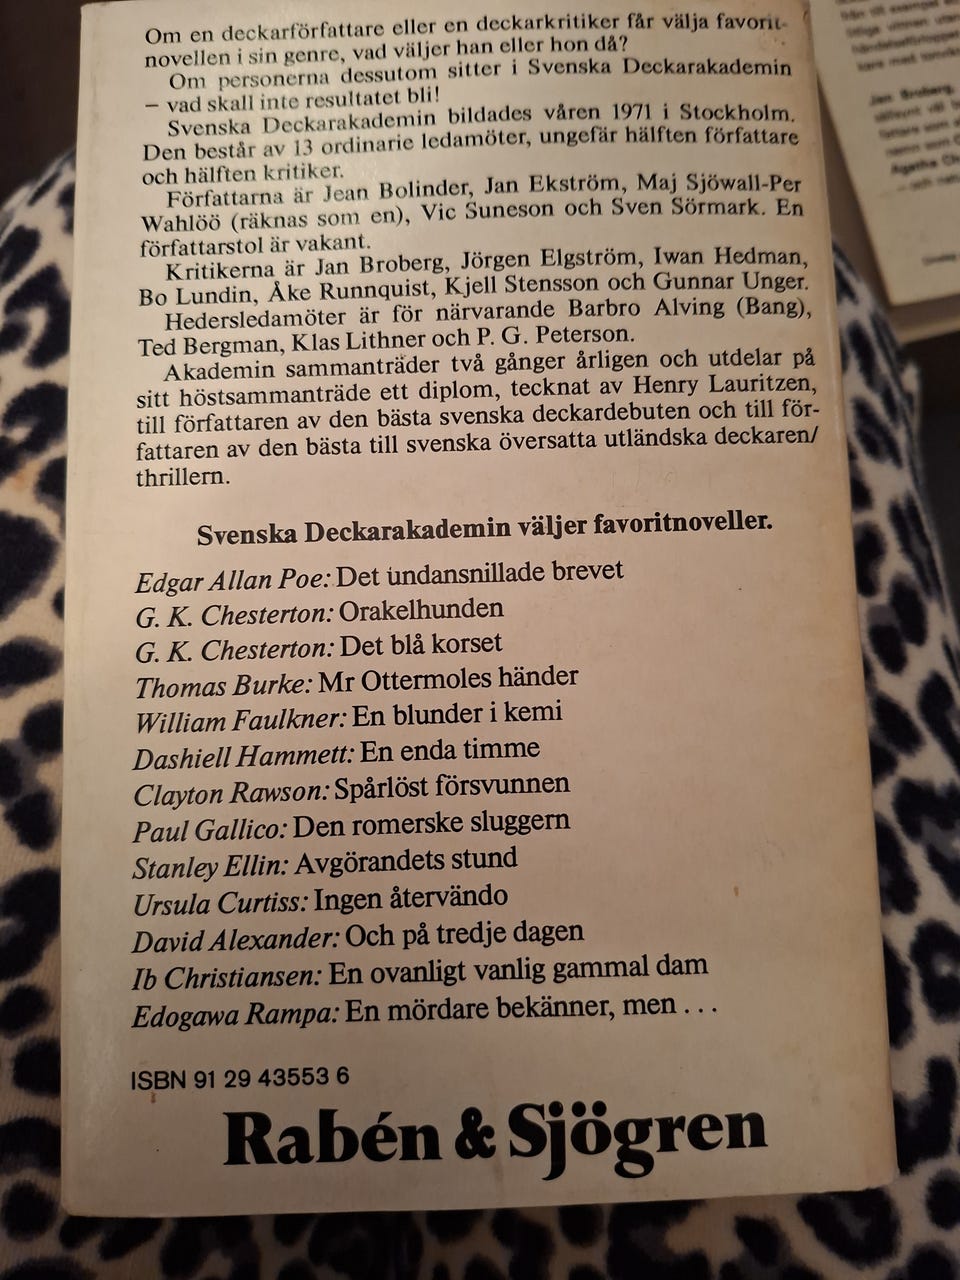 Om en deckarförfattare eller en deckarkritiker får välja favorit-
novellen i sin genre, vad väljer han eller hon då?
Om personerna dessutom sitter i Svenska Deckarakademin
– vad skall inte resultatet bli!
Svenska Deckarakademin bildades våren 1971 i Stockholm.
Den består av 13 ordinarie ledamöter, ungefär hälften författare
och hälften kritiker.
Författarna är Jean Bolinder, Jan Ekström, Maj Sjöwall-Per
Wahlöö (räknas som en), Vic Suneson och Sven Sörmark. En
författarstol är vakant.
Kritikerna är Jan Broberg, Jörgen Elgström, Iwan Hedman,
Bo Lundin, Åke Runnquist, Kjell Stensson och Gunnar Unger.
Hedersledamöter är för närvarande Barbro Alving (Bang),
Ted Bergman, Klas Lithner och P. G. Peterson.
Akademin sammanträder två gånger årligen och utdelar på
sitt höstsammanträde ett diplom, tecknat av Henry Lauritzen,
till författaren av den bästa svenska deckardebuten och till för-
fattaren av den bästa till svenska översatta utländska deckaren/
thrillern.
Svenska Deckarakademin väljer favoritnoveller.
Edgar Allan Poe: Det undansnillade brevet
G. K. Chesterton: Orakelhunden
G. K. Chesterton: Det blå korset
Thomas Burke: Mr Ottermoles händer
William Faulkner: En blunder i kemi
Dashiell Hammett: En enda timme
Clayton Rawson: Spårlöst försvunnen
Paul Gallico: Den romerske sluggern
Stanley Ellin: Avgörandets stund
Ursula Curtiss: Ingen återvändo
David Alexander: Och på tredje dagen
Ib Christiansen: En ovanligt vanlig gammal dam
Edogawa Rampa: En mördare bekänner, men . . .
ISBN 91 29 43553 6
Rabén & Sjögren
Jan Broberg
Agatha Ch